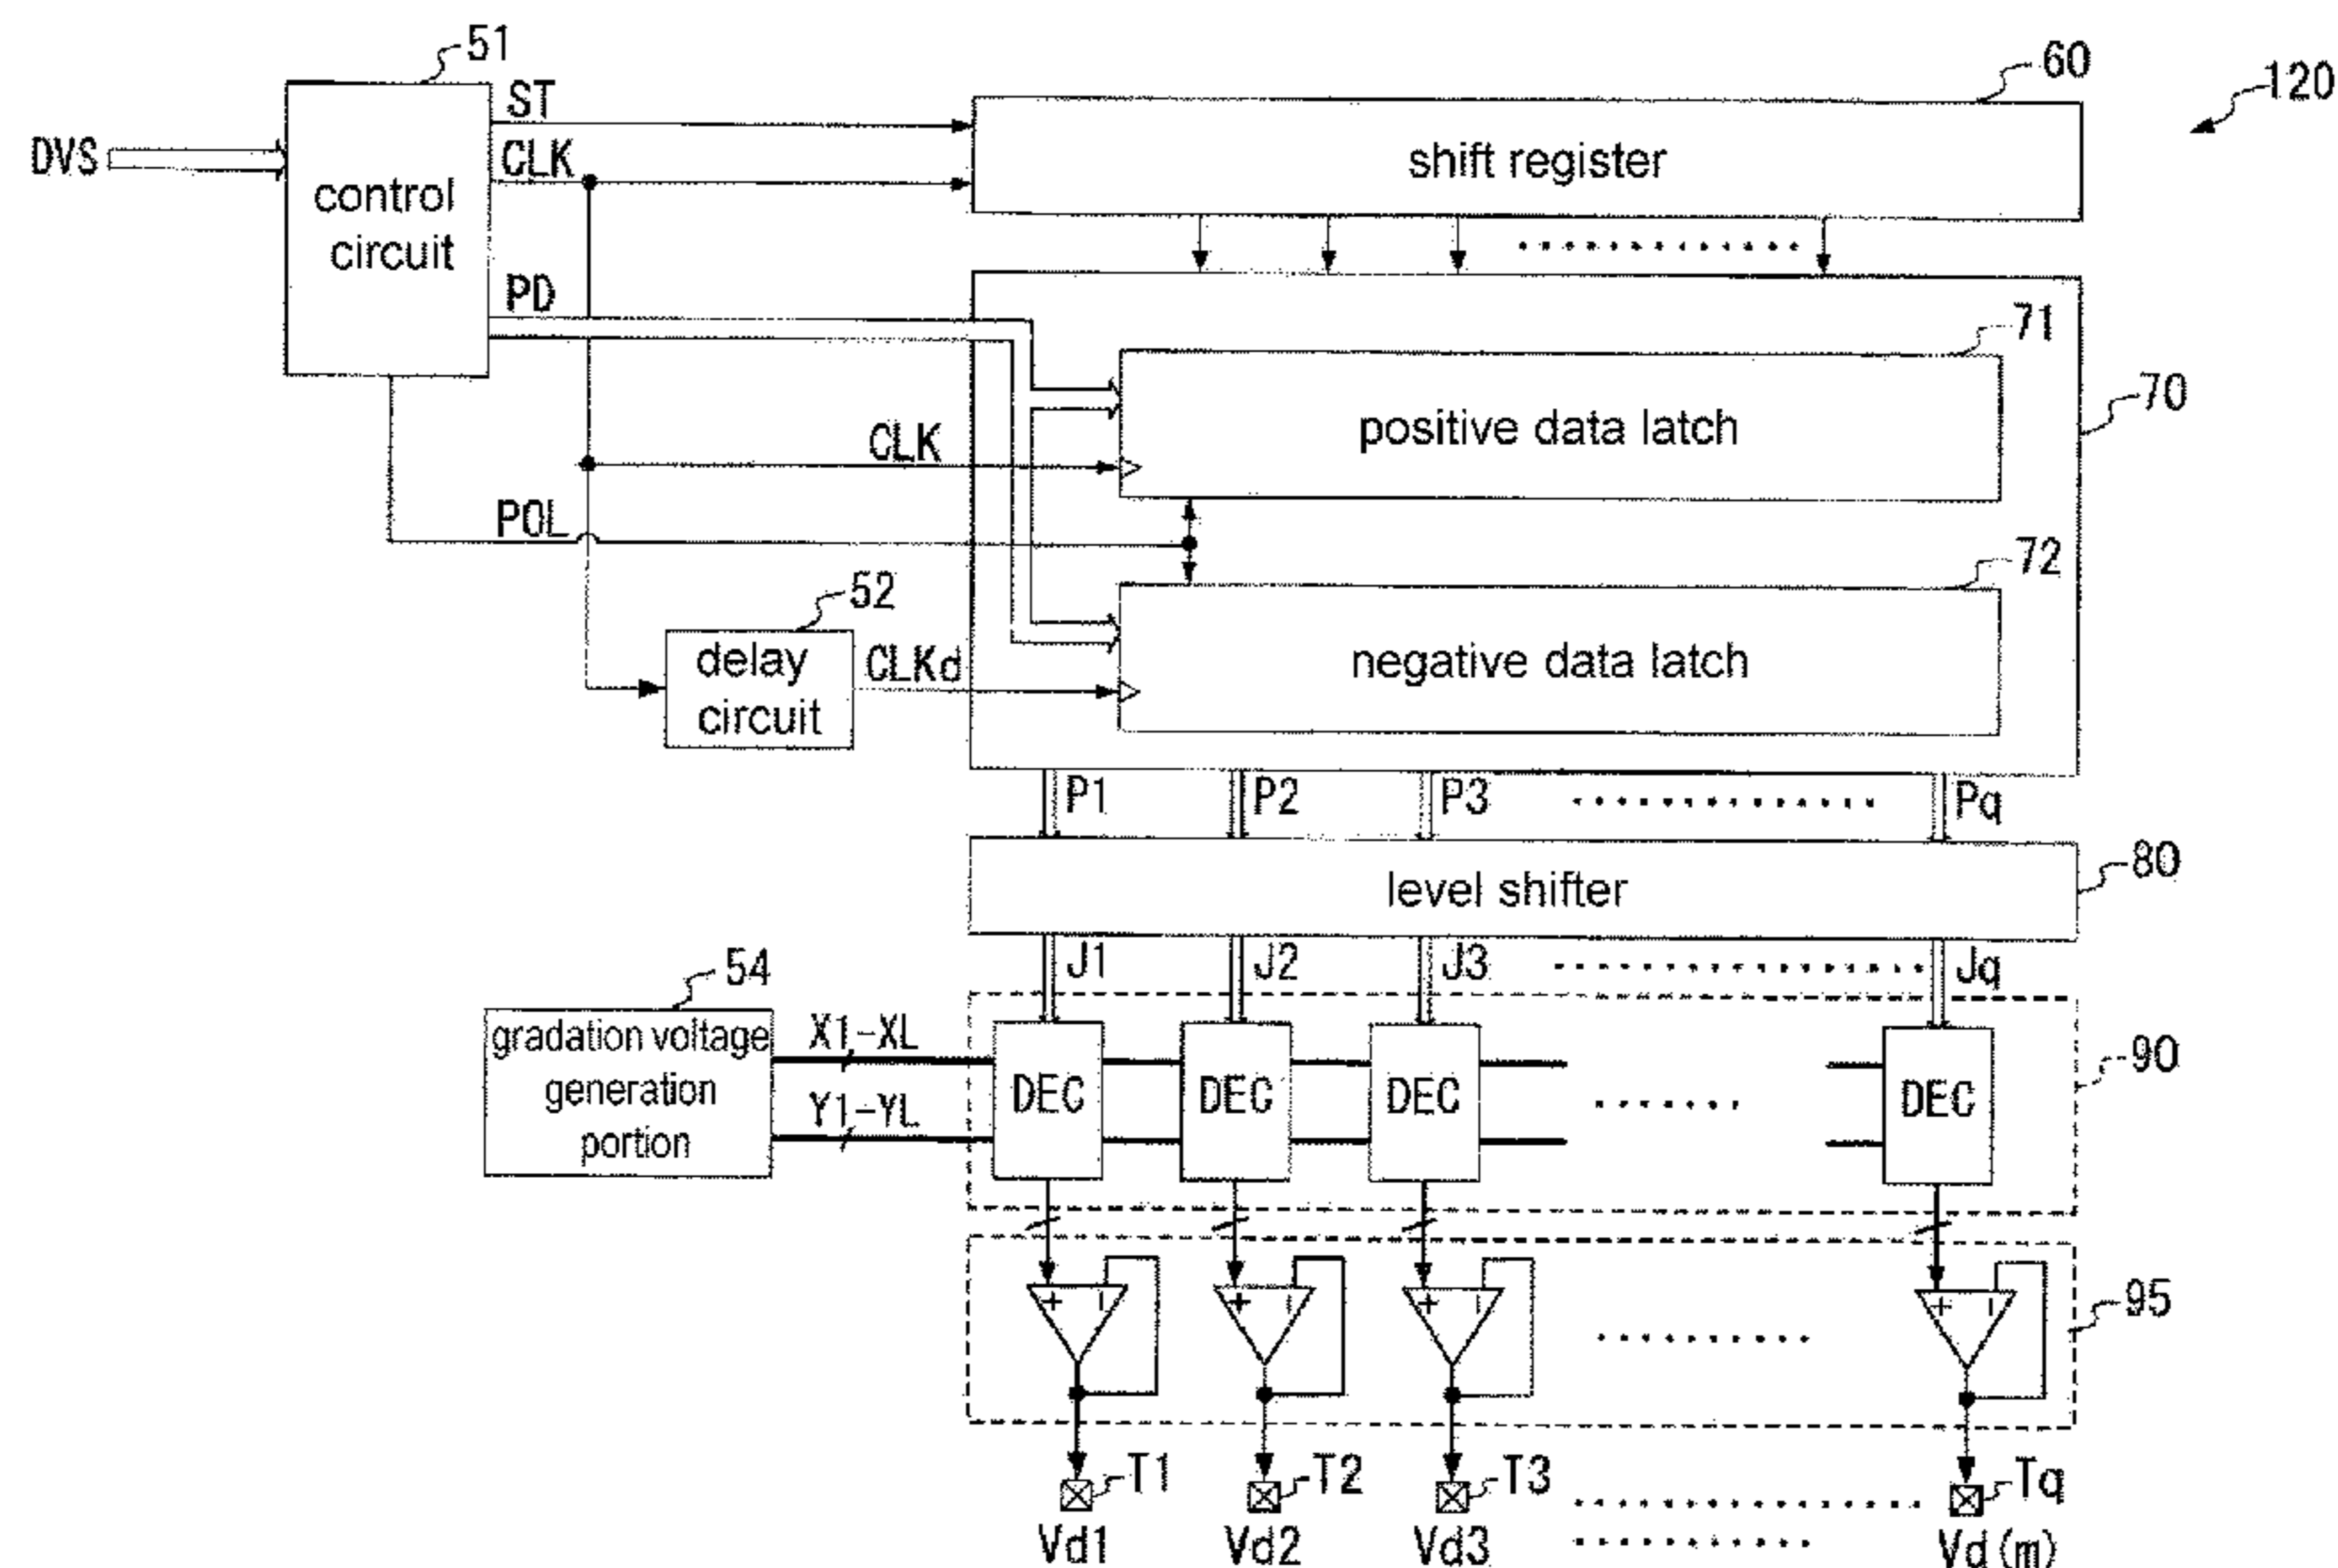 51
60
120
ST
DVS
CLK
control
circuit
shift register
PD
71
70
positive data latch
CLK
POL
72
52
delay
circuit
CLKd
negative data latch
P1
P2
P3
Pq
80
level shifter
54
J1
J2
J3
Jq
gradation voltage
generation
portion
X1-XL
Y1-YL
DEC
DEC
DEC
DEC
90
+
−
+
−
+
−
+
−
95
T1
T2
T3
Tq
Vd1
Vd2
Vd3
Vd(m)